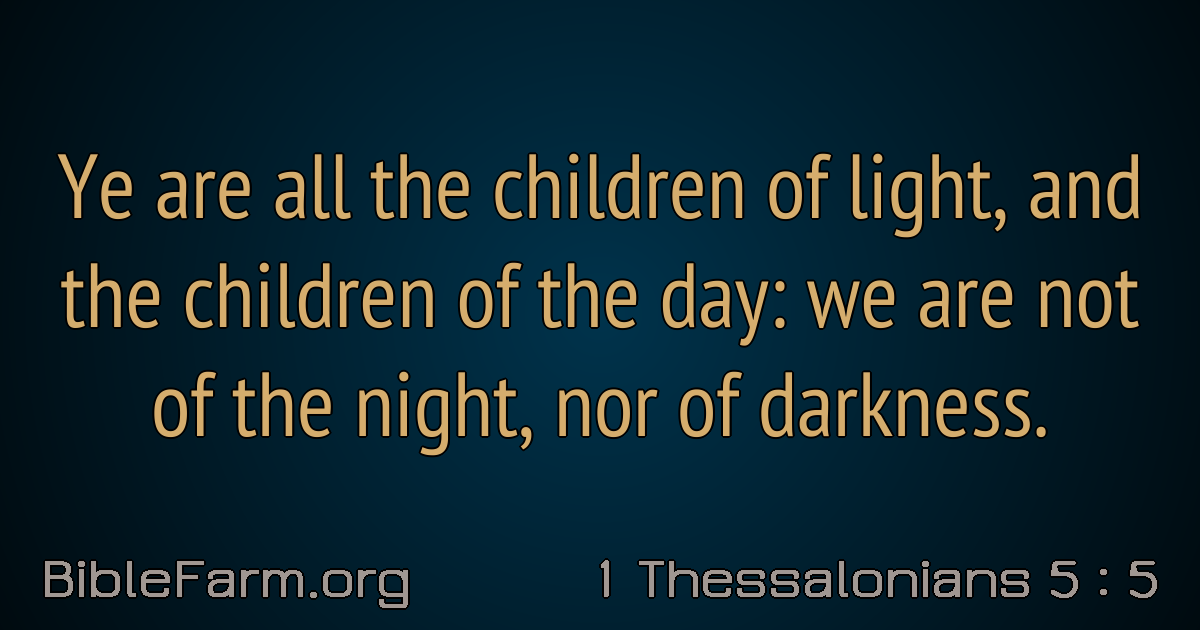 Ye are all the children of light, and
the children of the day: we are not
of the night, nor of darkness.
BibleFarm.org 1 Thessalonians 5 : 5